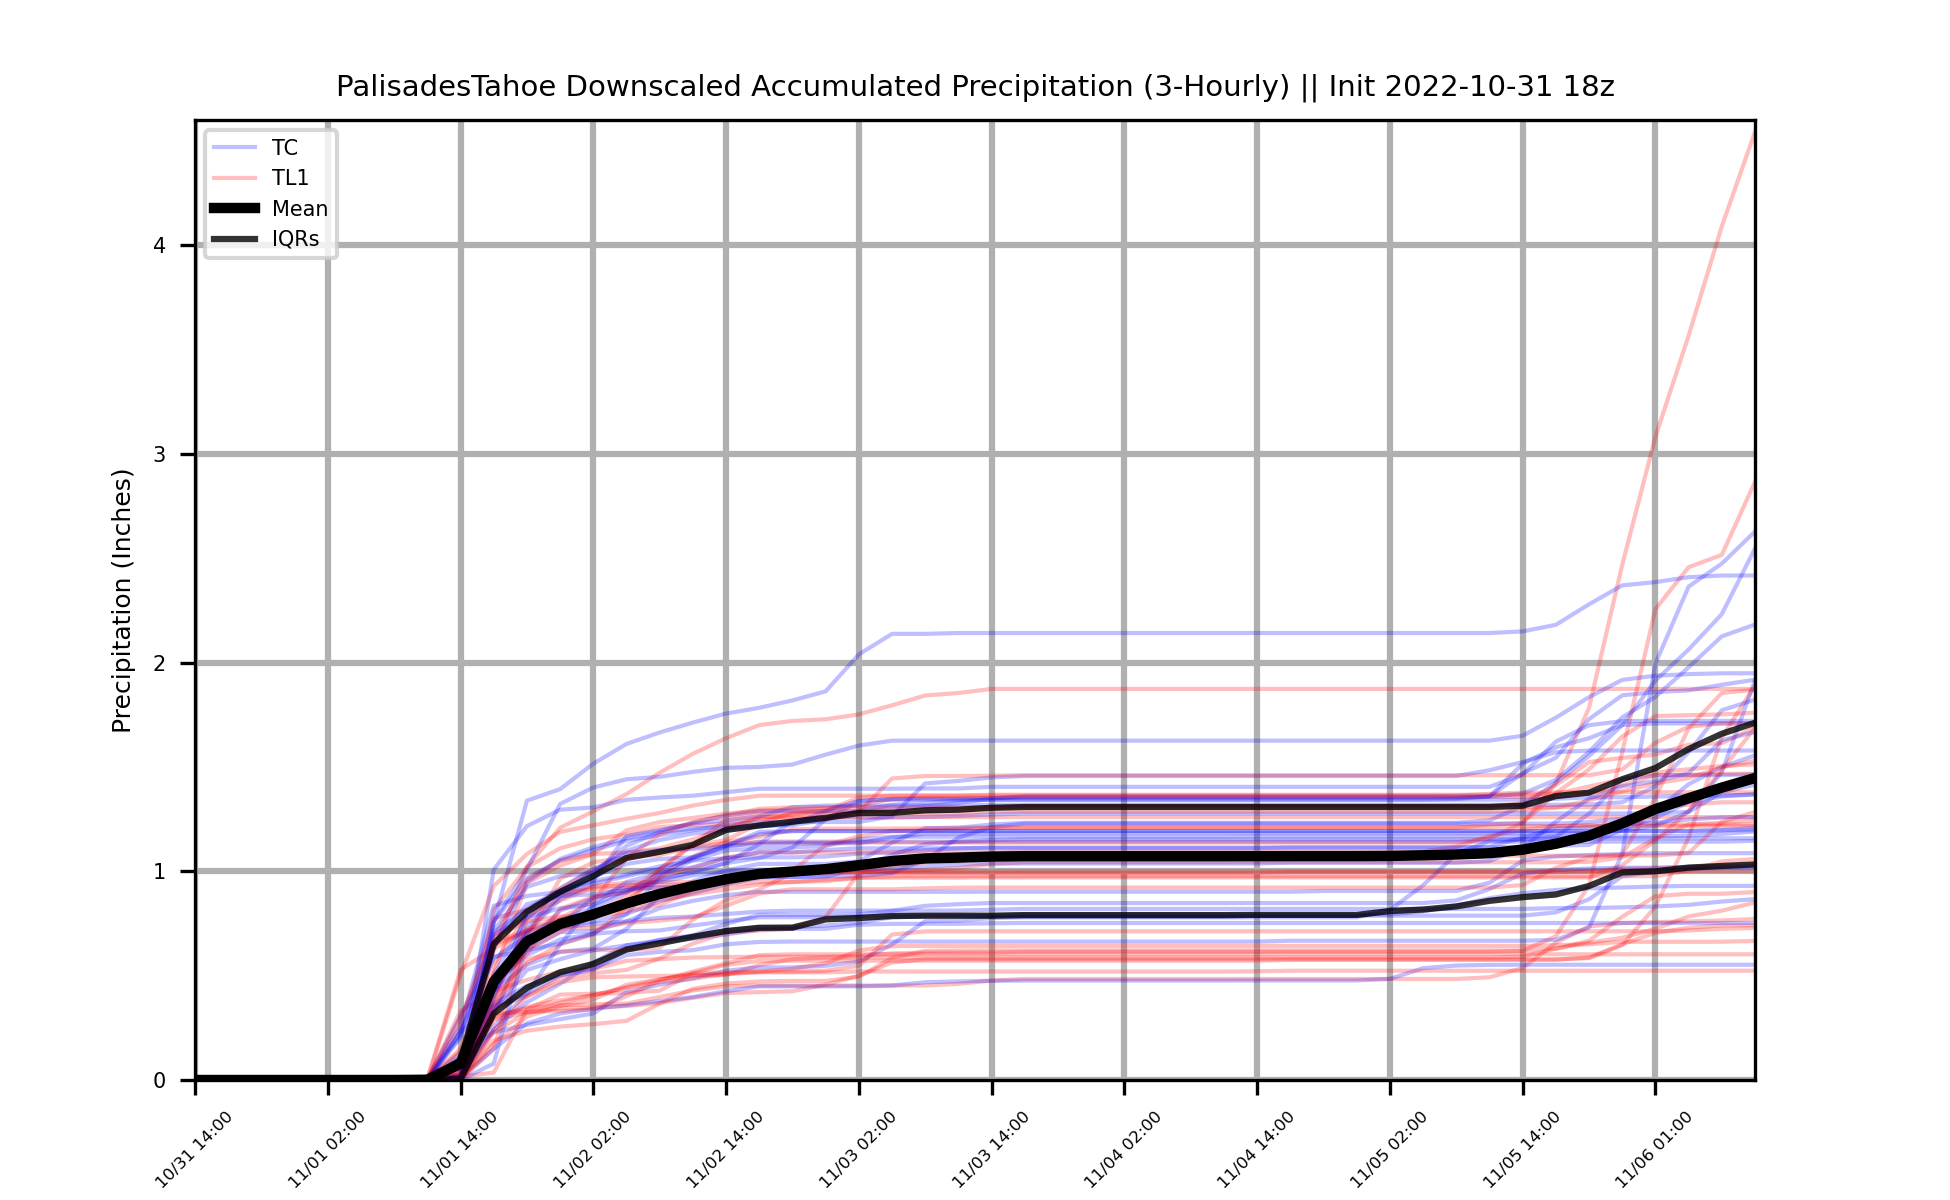 PalisadesTahoe Downscaled Accumulated Precipitation (3-Hourly) || Init 2022-10-31 18z
TC
TL1
Mean
IQRs
Precipitation (Inches)
4
3
2
1
0
10/31 14:00
11/01 02:00
11/01 14:00
11/02 02:00
11/02 14:00
11/03 02:00
11/03 14:00
11/04 02:00
11/04 14:00
11/05 02:00
11/05 14:00
11/06 01:00